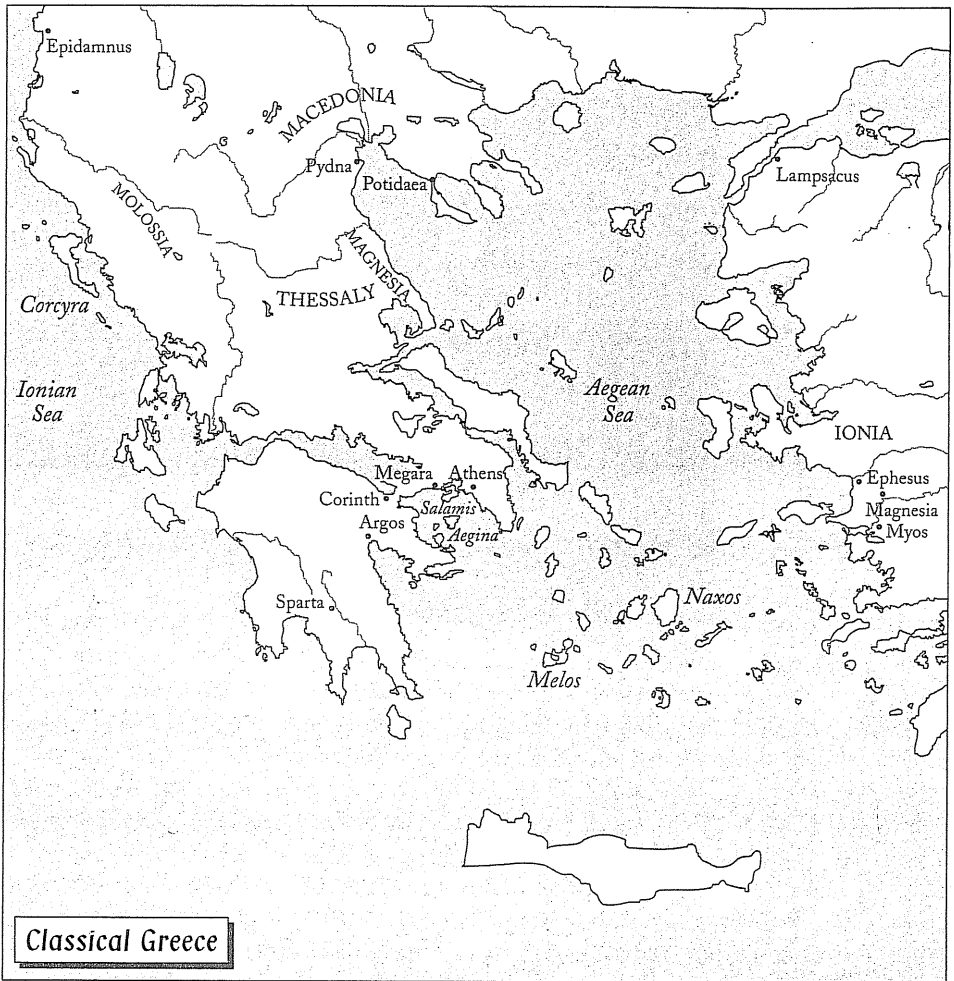 Epidamnus
MACEDONIA
Pydna
Potidaea
Lampsacus
MOLOSSIA
MAGNESIA
THESSALY
Corcyra
Ionian
Sea
Aegean
Sea
IONIA
Megara
Athens
Ephesus
Corinth
Salamis
Magnesia
Argos
Aegina
Myos
Sparta
Naxos
Melos
Classical Greece